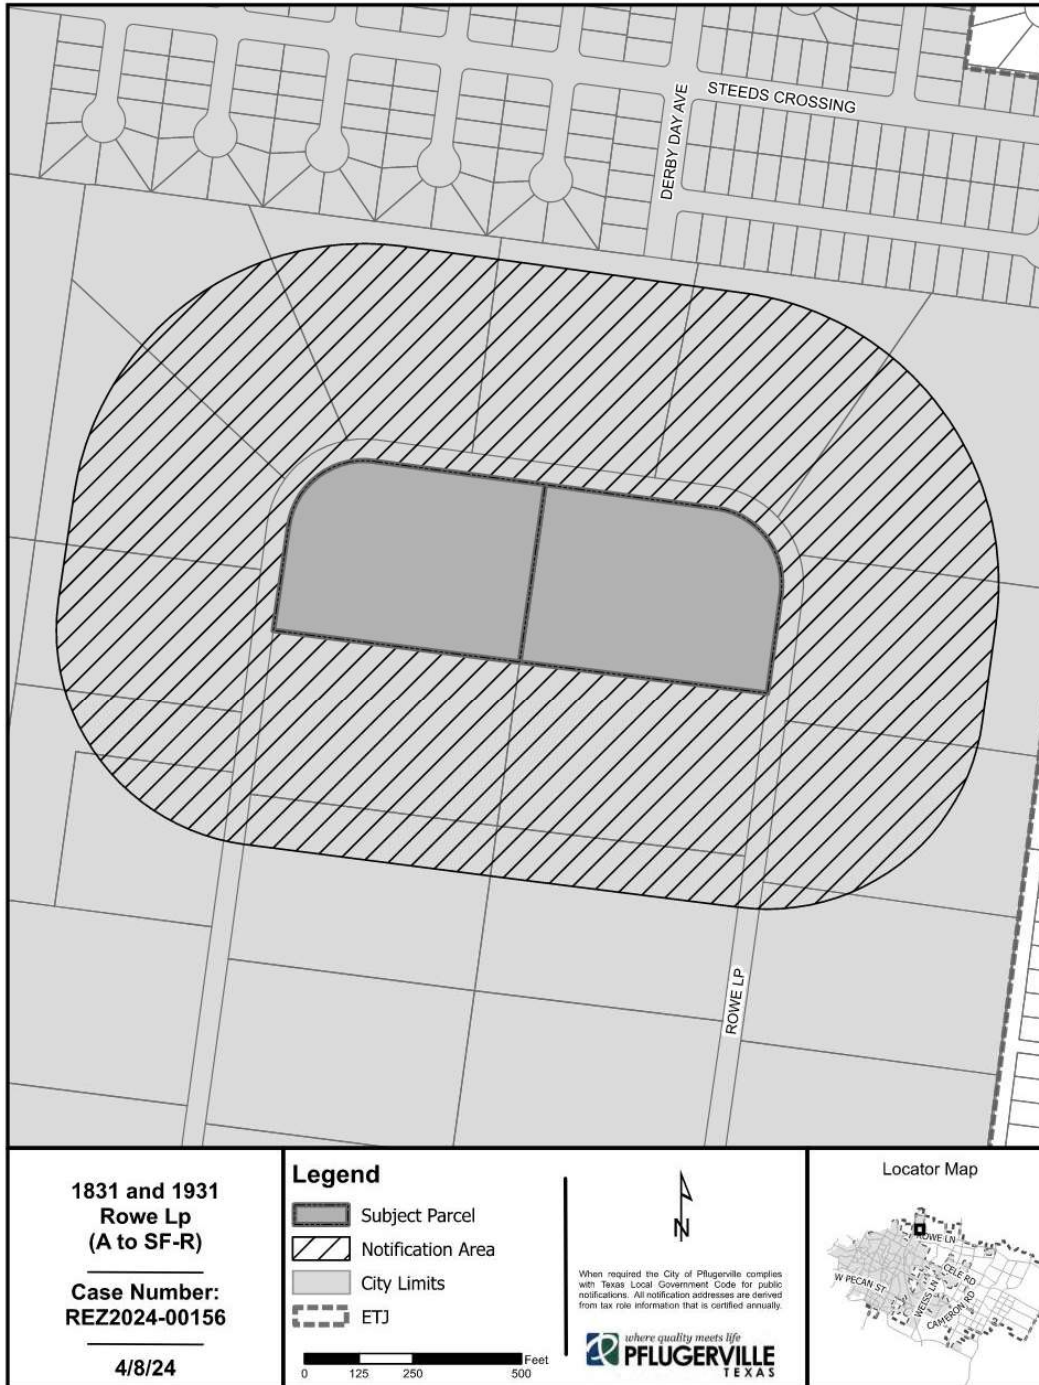 STEEDS CROSSING
DERBY DAY AVE
ROWE LP
1831 and 1931
Rowe Lp
(A to SF-R)
Case Number:
REZ2024-00156
4/8/24
Legend
Subject Parcel
Notification Area
City Limits
ETJ
0 125 250 500 Feet
N
When required the City of Pflugerville complies
with Texas Local Government Code for public
notifications. All notification addresses are derived
from tax role information that is certified annually.
where quality meets life
PFLUGERVILLE
TEXAS
Locator Map
ROWE LN
W PECAN ST
WEISS LN
CELE RD
CAMERON RD